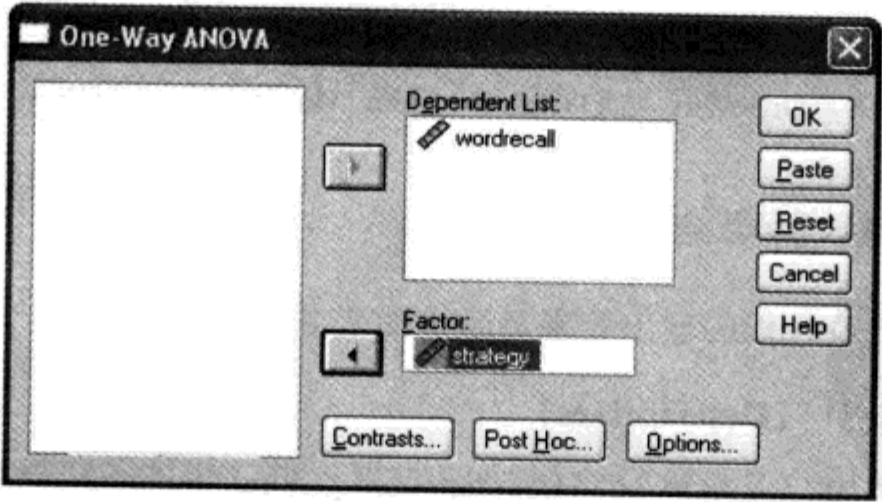 One-Way ANOVA
Dependent List:
wordrecall
OK
Paste
Reset
Cancel
Help
Factor:
strategy
Contrasts...
Post Hoc...
Options...